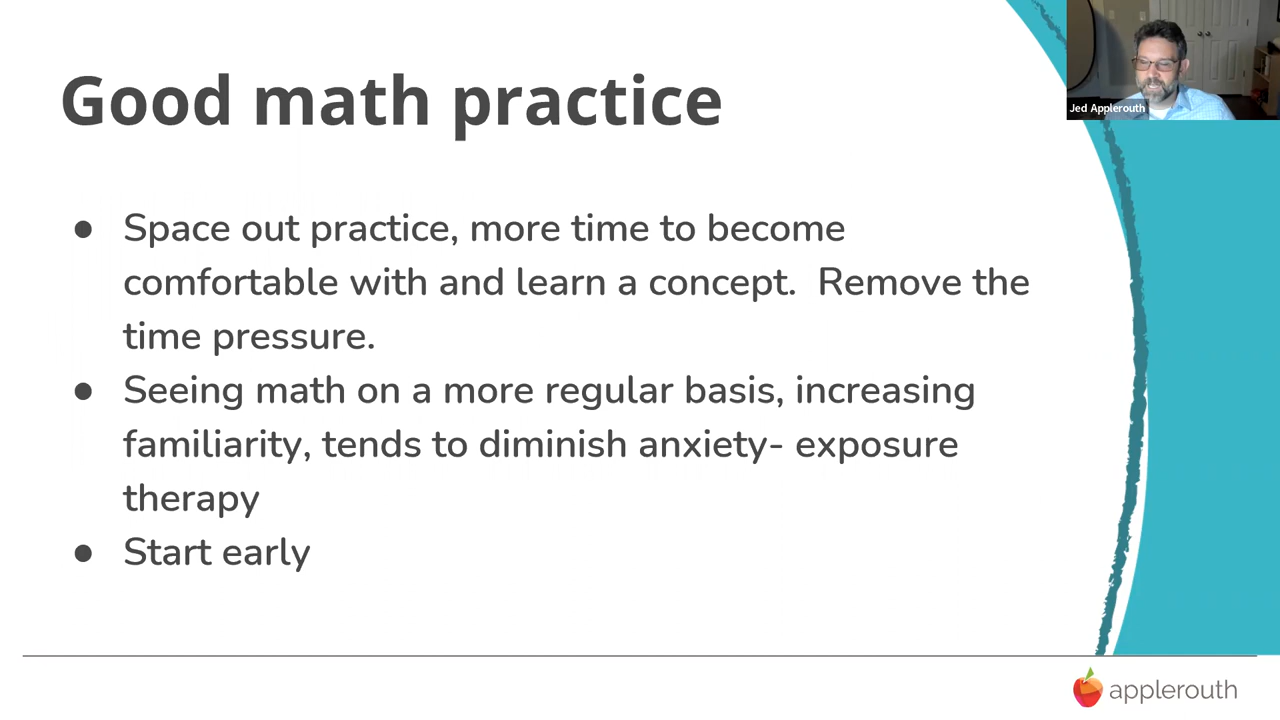 Good math practice
Jed Applerouth
● Space out practice, more time to become
comfortable with and learn a concept.  Remove the
time pressure.
● Seeing math on a more regular basis, increasing
familiarity, tends to diminish anxiety- exposure
therapy
● Start early
applerouth